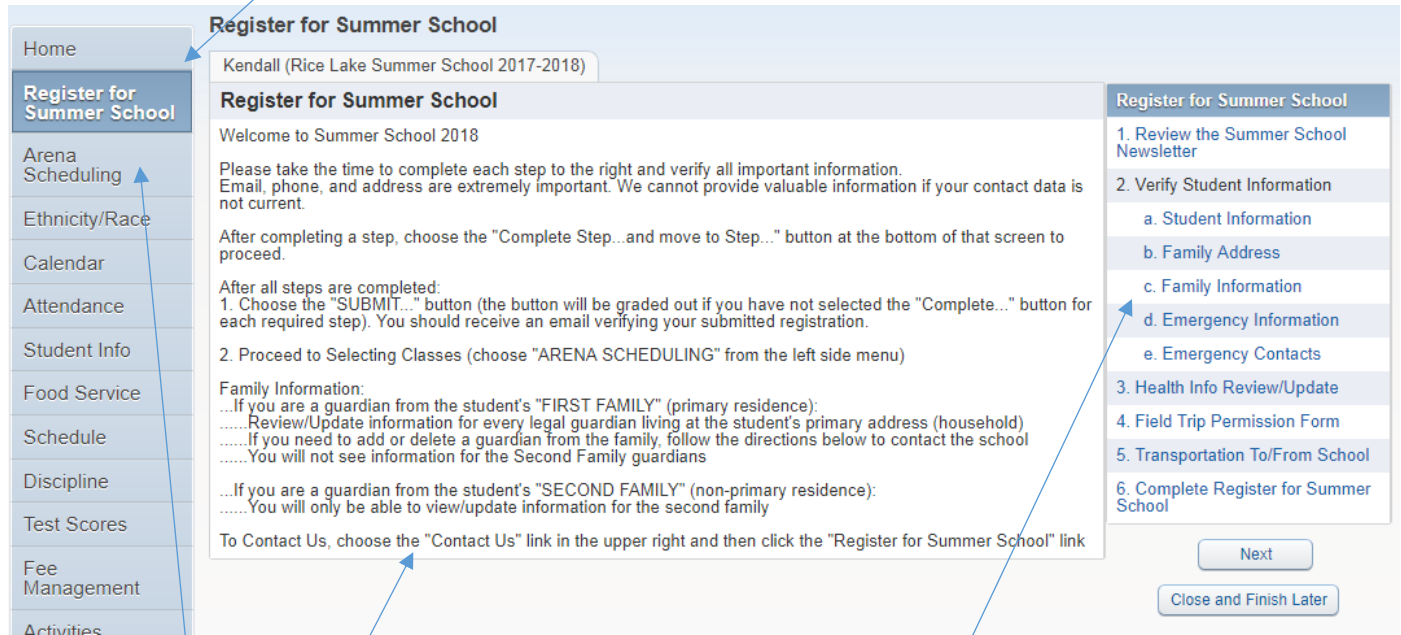 Home
Register for
Summer School
Arena
Scheduling
Ethnicity/Race
Calendar
Attendance
Student Info
Food Service
Schedule
Discipline
Test Scores
Fee
Management
Activities
Register for Summer School
Kendall (Rice Lake Summer School 2017-2018)
Register for Summer School
Welcome to Summer School 2018
Please take the time to complete each step to the right and verify all important information.
Email, phone, and address are extremely important. We cannot provide valuable information if your contact data is
not current.
After completing a step, choose the "Complete Step...and move to Step..." button at the bottom of that screen to
proceed.
After all steps are completed:
1. Choose the "SUBMIT..." button (the button will be graded out if you have not selected the "Complete..." button for
each required step). You should receive an email verifying your submitted registration.
2. Proceed to Selecting Classes (choose "ARENA SCHEDULING" from the left side menu)
Family Information:
...If you are a guardian from the student's "FIRST FAMILY" (primary residence):
......Review/Update information for every legal guardian living at the student's primary address (household)
......If you need to add or delete a guardian from the family, follow the directions below to contact the school
......You will not see information for the Second Family guardians
...If you are a guardian from the student's "SECOND FAMILY" (non-primary residence):
......You will only be able to view/update information for the second family
To Contact Us, choose the "Contact Us" link in the upper right and then click the "Register for Summer School" link
Register for Summer School
1. Review the Summer School
Newsletter
2. Verify Student Information
a. Student Information
b. Family Address
c. Family Information
d. Emergency Information
e. Emergency Contacts
3. Health Info Review/Update
4. Field Trip Permission Form
5. Transportation To/From School
6. Complete Register for Summer
School
Next
Close and Finish Later